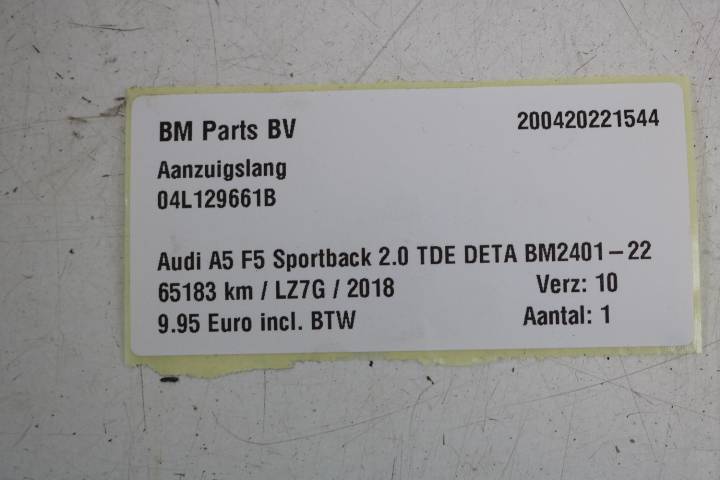 BM Parts BV 200420221544
Aanzuigslang
04L129661B
Audi A5 F5 Sportback 2.0 TDE DETA BM2401-22
65183 km / LZ7G / 2018 Verz: 10
9.95 Euro incl. BTW Aantal: 1